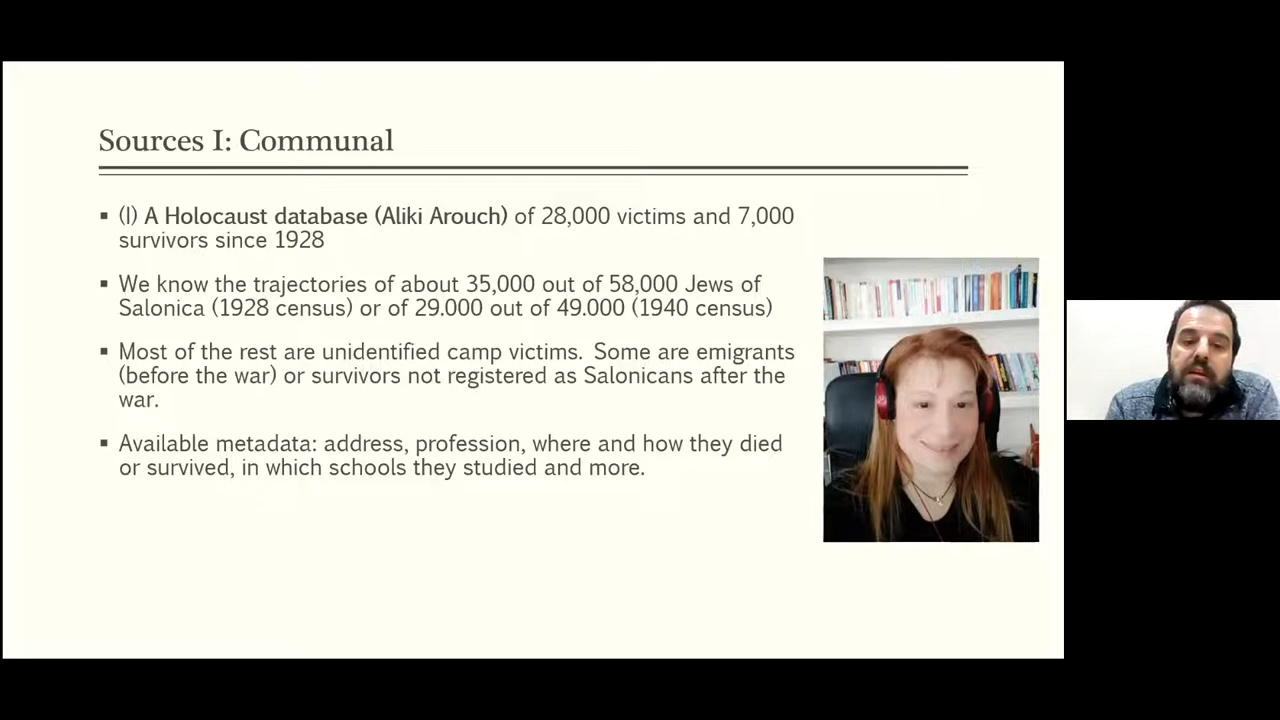 Sources I: Communal
▪ (I) A Holocaust database (Aliki Arouch) of 28,000 victims and 7,000
survivors since 1928
▪ We know the trajectories of about 35,000 out of 58,000 Jews of
Salonica (1928 census) or of 29.000 out of 49.000 (1940 census)
▪ Most of the rest are unidentified camp victims. Some are emigrants
(before the war) or survivors not registered as Salonicans after the
war.
▪ Available metadata: address, profession, where and how they died
or survived, in which schools they studied and more.